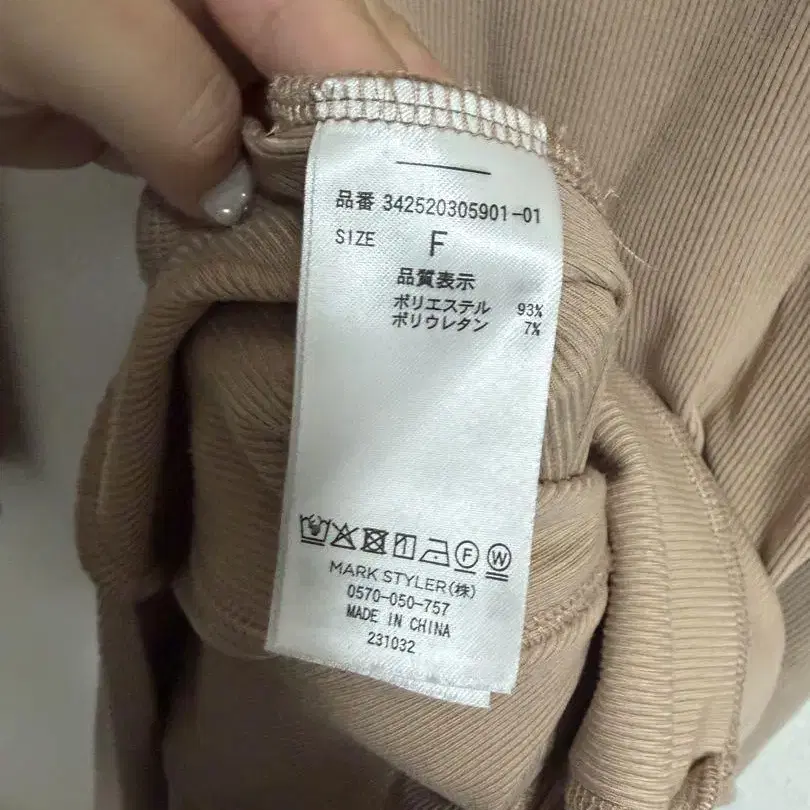 品番 342520305901-01
SIZE F
品質表示
ポリエステル 93%
ポリウレタン 7%
F W
MARK STYLER(株)
0570-050-757
MADE IN CHINA
231032